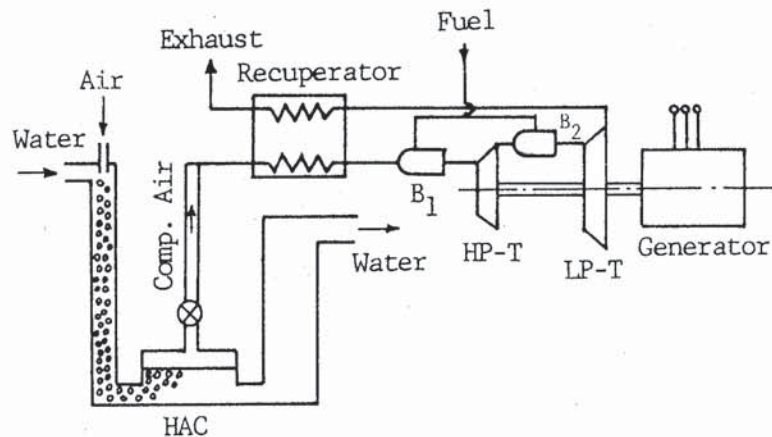 Fuel
Exhaust
Recuperator
Air
Water
B₂
B₁
Comp. Air
HP-T
LP-T
Generator
Water
HAC